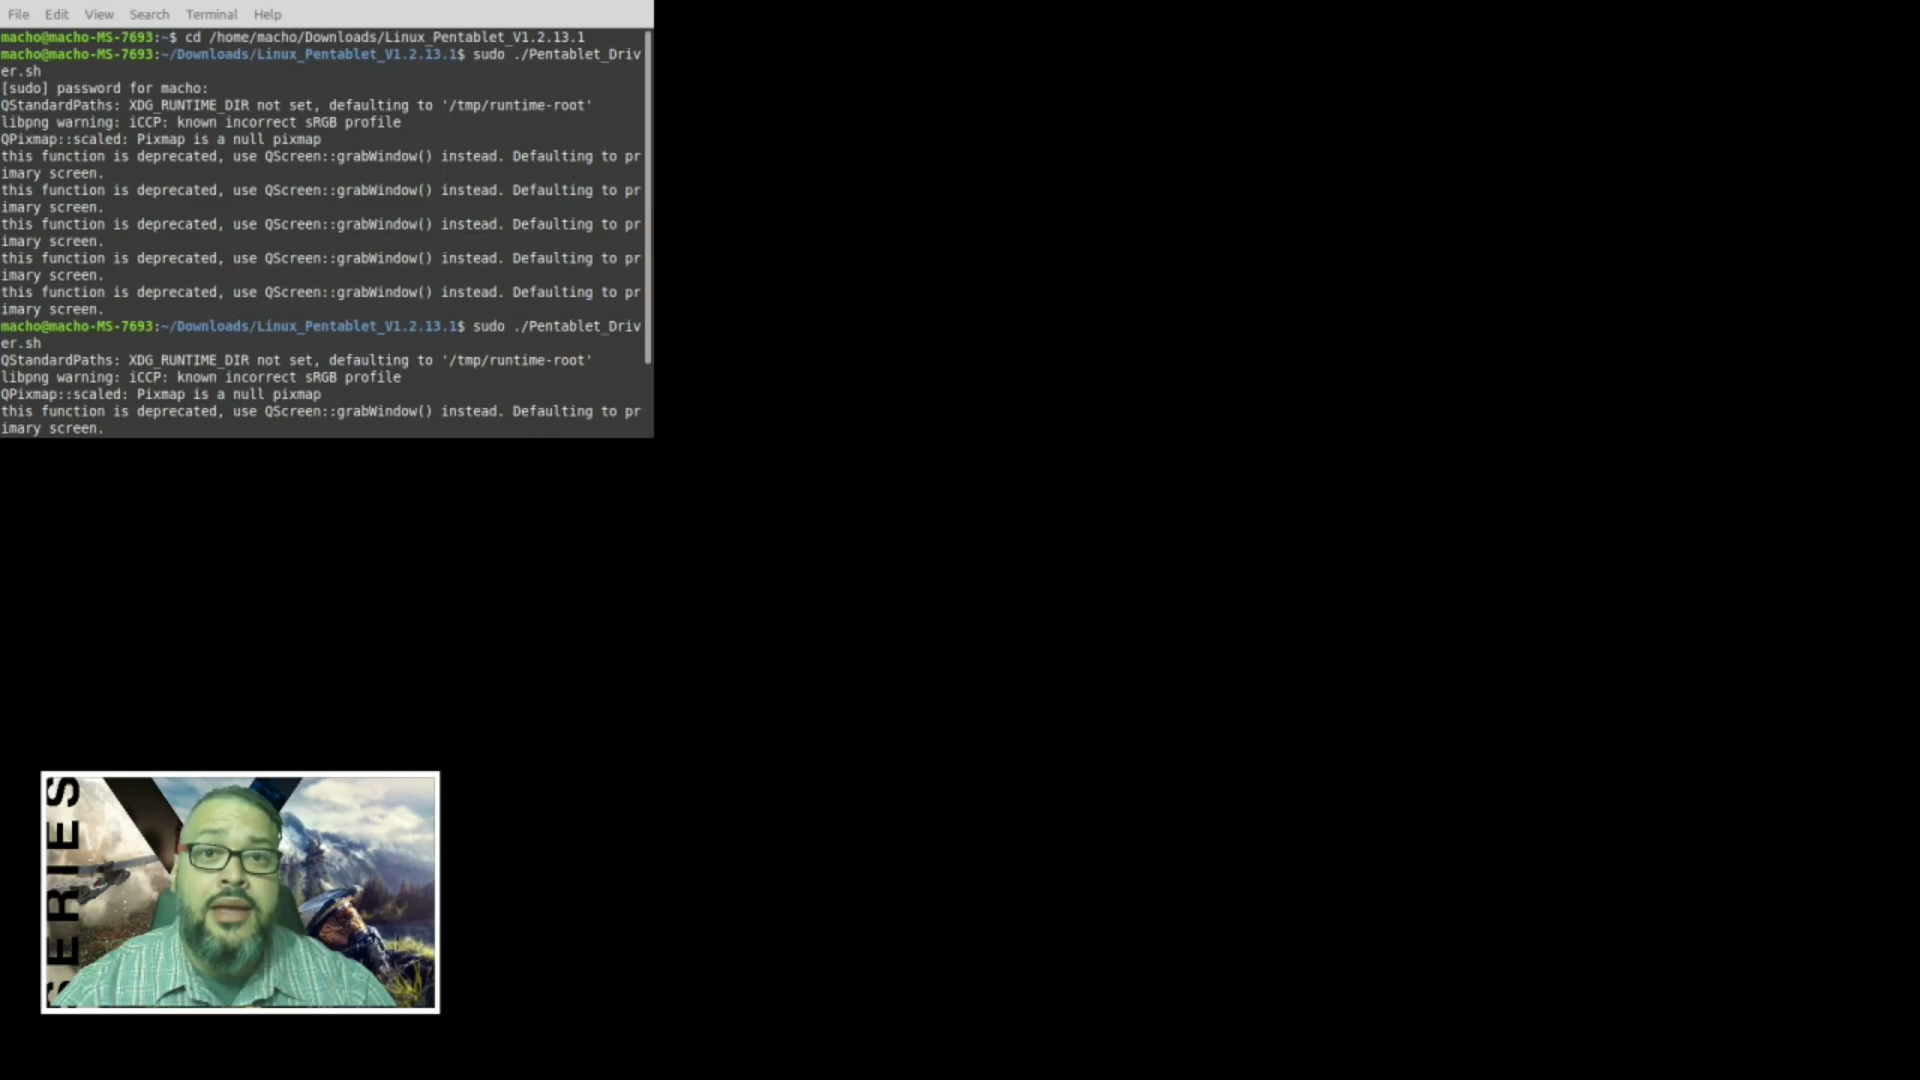 File Edit View Search Terminal Help
macho@macho-MS-7693:~$ cd /home/macho/Downloads/Linux_Pentablet_V1.2.13.1
macho@macho-MS-7693:~/Downloads/Linux_Pentablet_V1.2.13.1$ sudo ./Pentablet_Driv
er.sh
[sudo] password for macho:
QStandardPaths: XDG_RUNTIME_DIR not set, defaulting to '/tmp/runtime-root'
libpng warning: iCCP: known incorrect sRGB profile
QPixmap::scaled: Pixmap is a null pixmap
this function is deprecated, use QScreen::grabWindow() instead. Defaulting to pr
imary screen.
this function is deprecated, use QScreen::grabWindow() instead. Defaulting to pr
imary screen.
this function is deprecated, use QScreen::grabWindow() instead. Defaulting to pr
imary screen.
this function is deprecated, use QScreen::grabWindow() instead. Defaulting to pr
imary screen.
this function is deprecated, use QScreen::grabWindow() instead. Defaulting to pr
imary screen.
macho@macho-MS-7693:~/Downloads/Linux_Pentablet_V1.2.13.1$ sudo ./Pentablet_Driv
er.sh
QStandardPaths: XDG_RUNTIME_DIR not set, defaulting to '/tmp/runtime-root'
libpng warning: iCCP: known incorrect sRGB profile
QPixmap::scaled: Pixmap is a null pixmap
this function is deprecated, use QScreen::grabWindow() instead. Defaulting to pr
imary screen.
SERIES